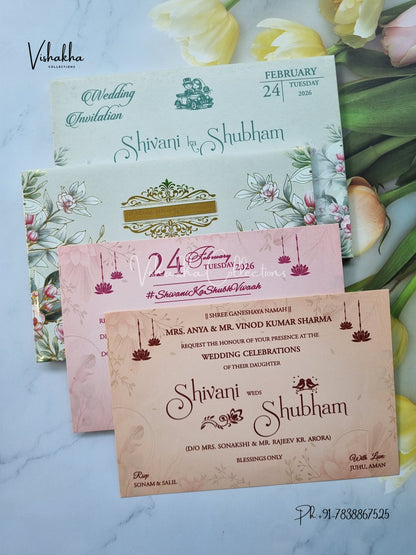 Vishakha
COLLECTIONS
Wedding
Invitation
FEBRUARY
24 TUESDAY
2026
Shivani ka Shubham
24 February
TUESDAY 2026
#ShivaniKaShubhVivaah
Vishakha Collections
|| SHREE GANESHAYA NAMAH ||
MRS. ANYA & MR. VINOD KUMAR SHARMA
REQUEST THE HONOUR OF YOUR PRESENCE AT THE
WEDDING CELEBRATIONS
OF THEIR DAUGHTER
Shivani WEDS
Shubham
(D/O MRS. SONAKSHI & MR. RAJEEV KR. ARORA)
BLESSINGS ONLY
Rsvp
SONAM & SALIL
With Love
JUHU, AMAN
Ph.+91-7838867525